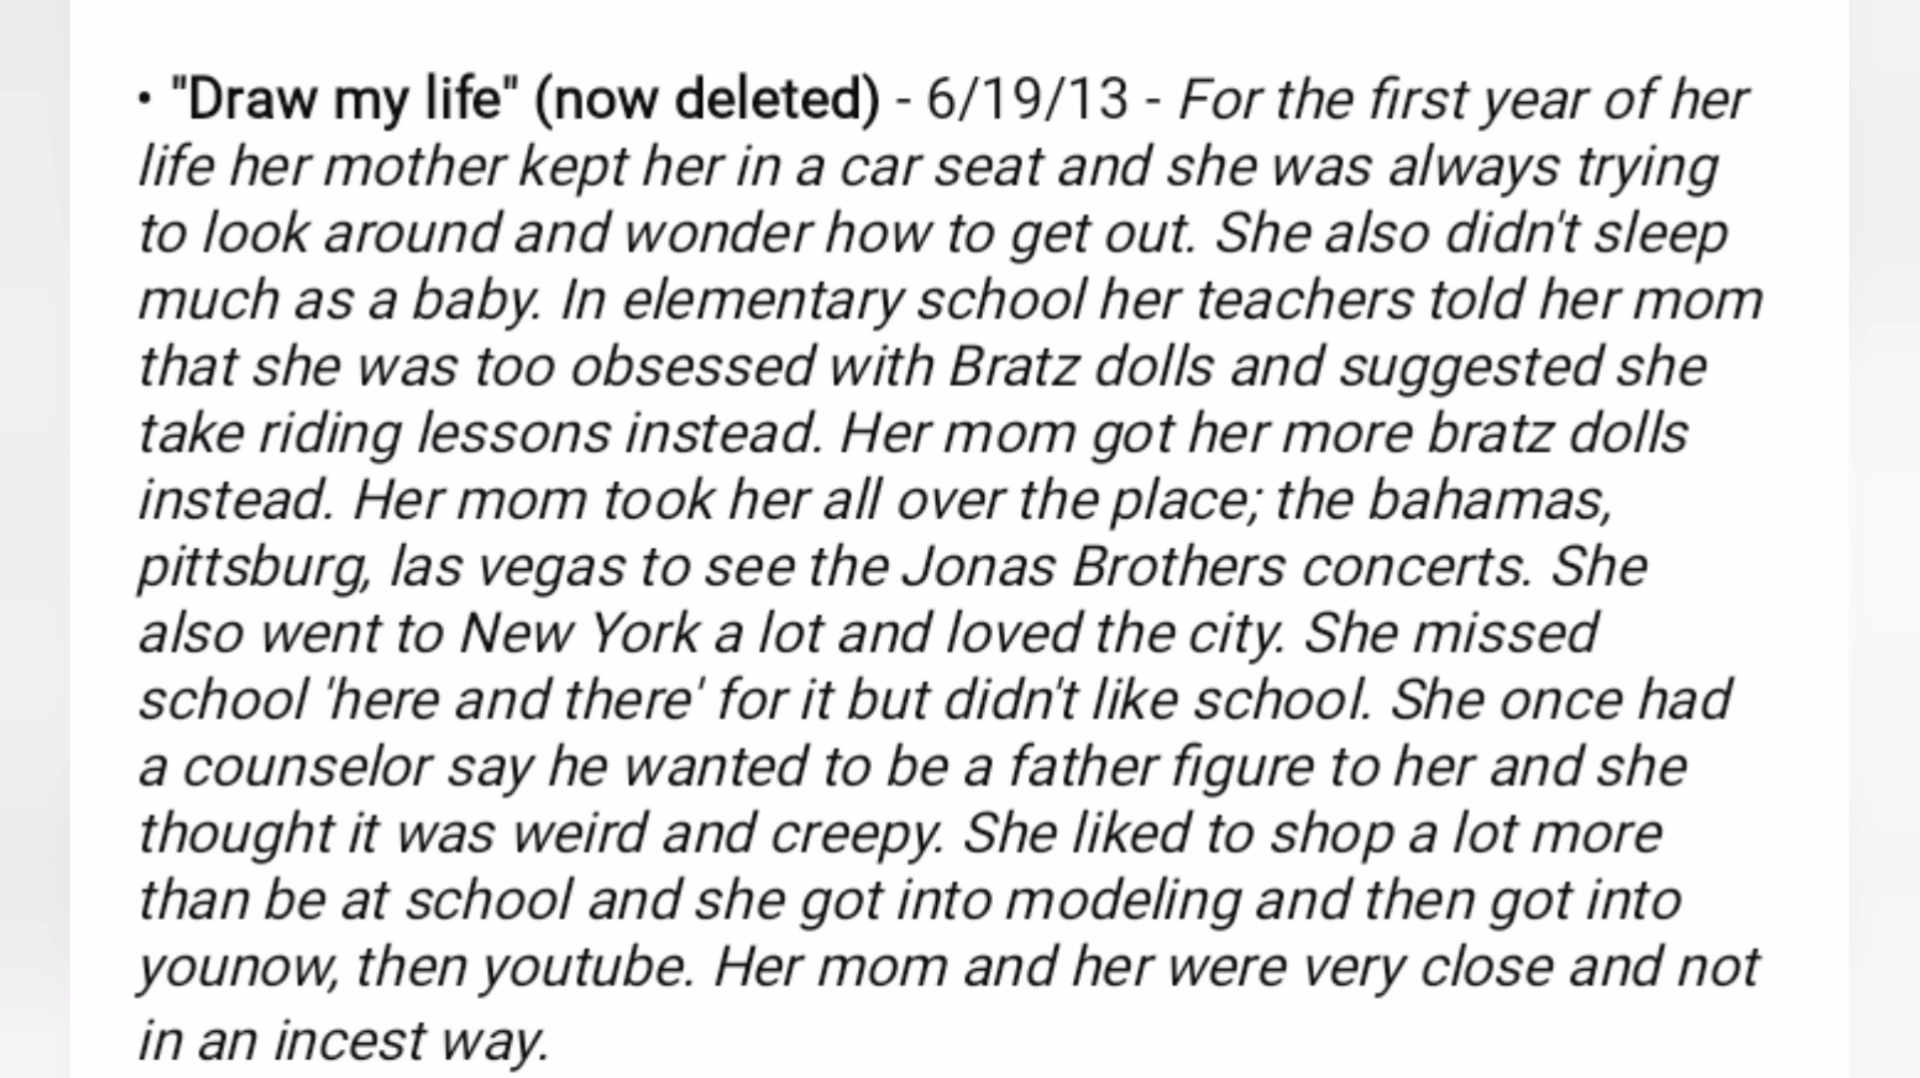 • "Draw my life" (now deleted) - 6/19/13 - For the first year of her
life her mother kept her in a car seat and she was always trying
to look around and wonder how to get out. She also didn't sleep
much as a baby. In elementary school her teachers told her mom
that she was too obsessed with Bratz dolls and suggested she
take riding lessons instead. Her mom got her more bratz dolls
instead. Her mom took her all over the place; the bahamas,
pittsburg, las vegas to see the Jonas Brothers concerts. She
also went to New York a lot and loved the city. She missed
school 'here and there' for it but didn't like school. She once had
a counselor say he wanted to be a father figure to her and she
thought it was weird and creepy. She liked to shop a lot more
than be at school and she got into modeling and then got into
younow, then youtube. Her mom and her were very close and not
in an incest way.